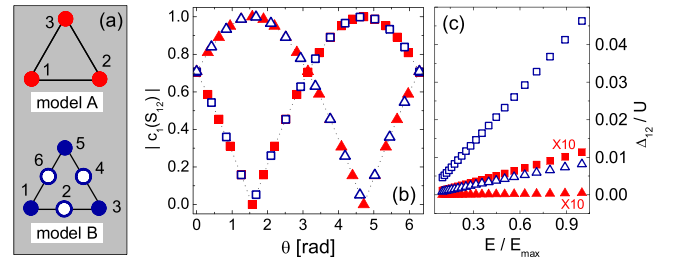 (a)
3
1
2
model A
5
6
4
1
2
3
model B
| c₁(S₁₂) |
1.0
0.8
0.6
0.4
0.2
0.0
(b)
0 1 2 3 4 5 6
θ [rad]
(c)
0.04
0.02
0.01
0.00
Δ₁₂ / U
X10
X10
0.3 0.6 0.9
E / Eₘₐₓ